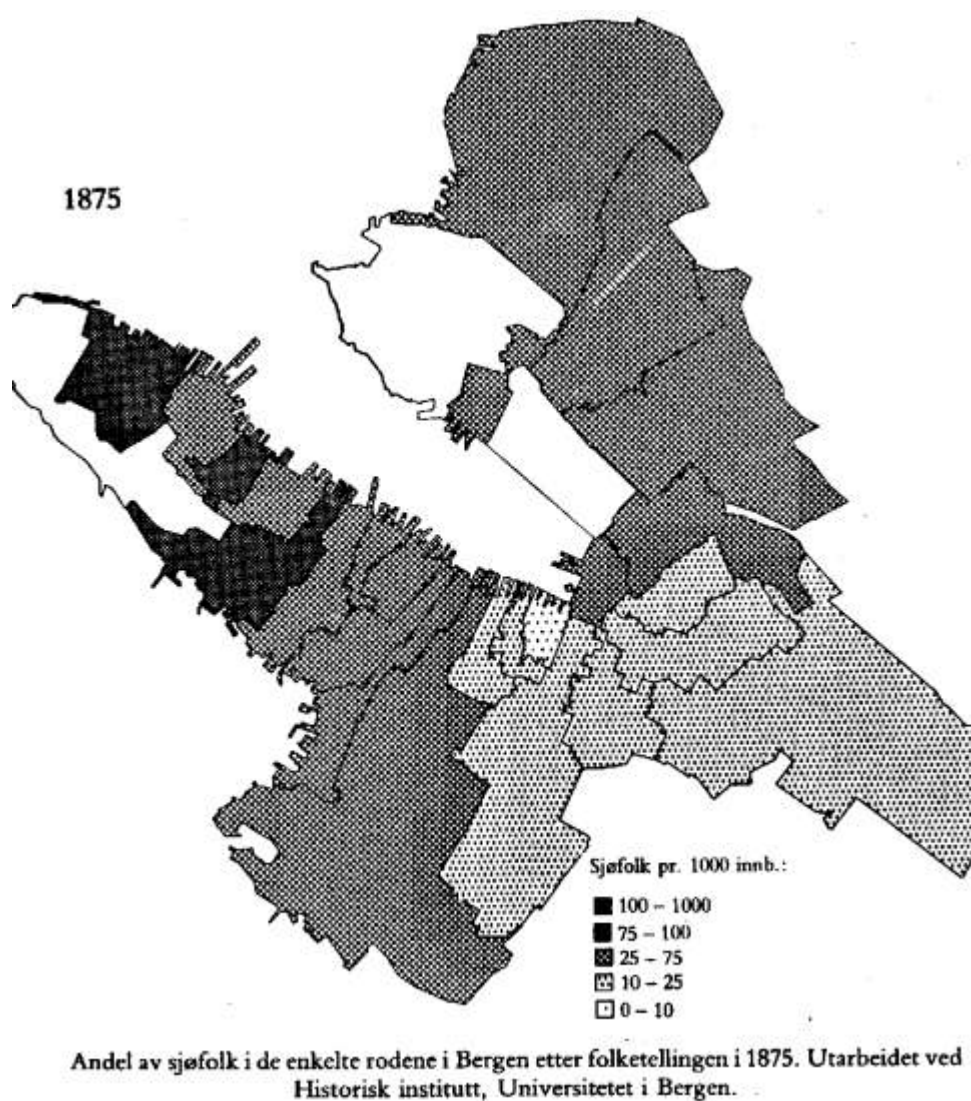 1875
Sjøfolk pr. 1000 innb.:
100 – 1000
75 – 100
25 – 75
10 – 25
0 – 10
Andel av sjøfolk i de enkelte rodene i Bergen etter folketellingen i 1875. Utarbeidet ved
Historisk institutt, Universitetet i Bergen.